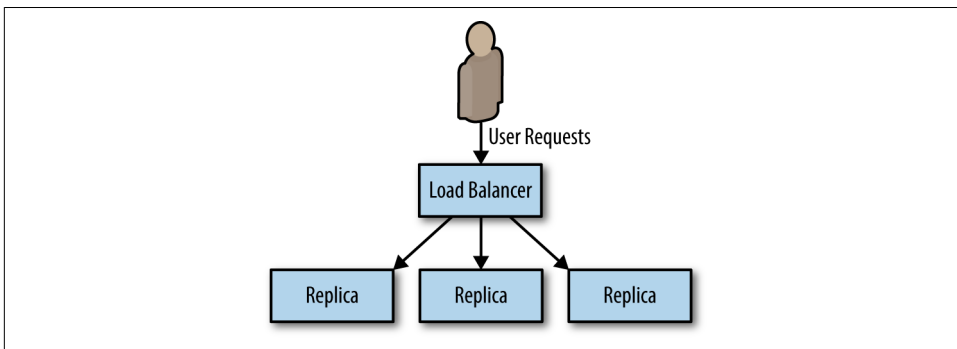 User Requests
Load Balancer
Replica
Replica
Replica